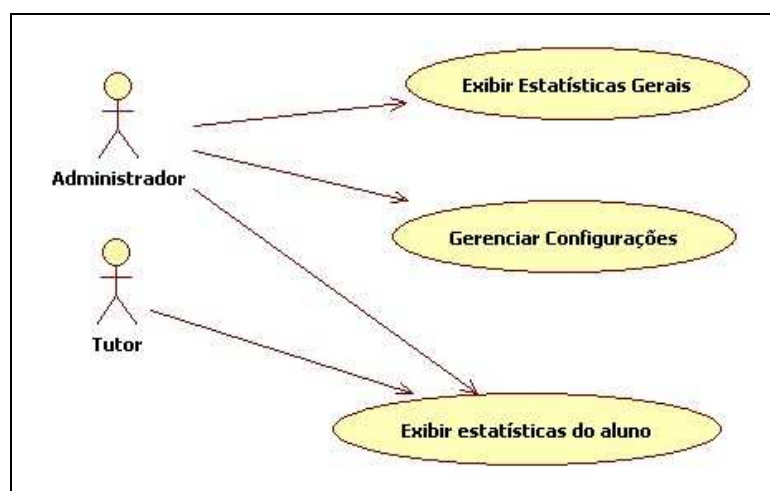 Exibir Estatísticas Gerais
Administrador
Gerenciar Configurações
Tutor
Exibir estatísticas do aluno